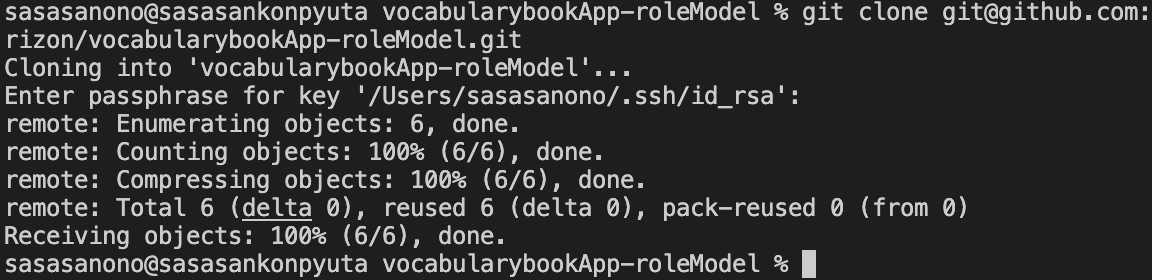 sasasanono@sasasankonpyuta vocabularybookApp-roleModel % git clone git@github.com:
rizon/vocabularybookApp-roleModel.git
Cloning into 'vocabularybookApp-roleModel'...
Enter passphrase for key '/Users/sasasanono/.ssh/id_rsa':
remote: Enumerating objects: 6, done.
remote: Counting objects: 100% (6/6), done.
remote: Compressing objects: 100% (6/6), done.
remote: Total 6 (delta 0), reused 6 (delta 0), pack-reused 0 (from 0)
Receiving objects: 100% (6/6), done.
sasasanono@sasasankonpyuta vocabularybookApp-roleModel %